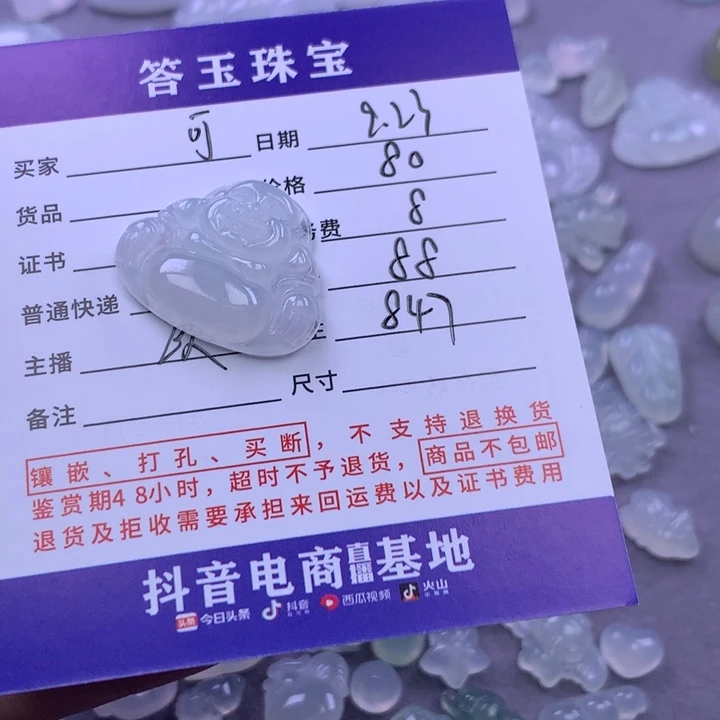 答玉珠宝
买家 可 日期 9.23
货品 价格 80
证书 务费 8
普通快递 88
主播 847
备注 尺寸
镶嵌、打孔、买断，不支持退换货
鉴赏期48小时，超时不予退货，商品不包邮
退货及拒收需要承担来回运费以及证书费用
抖音电商直播基地
头条 今日头条 抖音 西瓜视频 火山